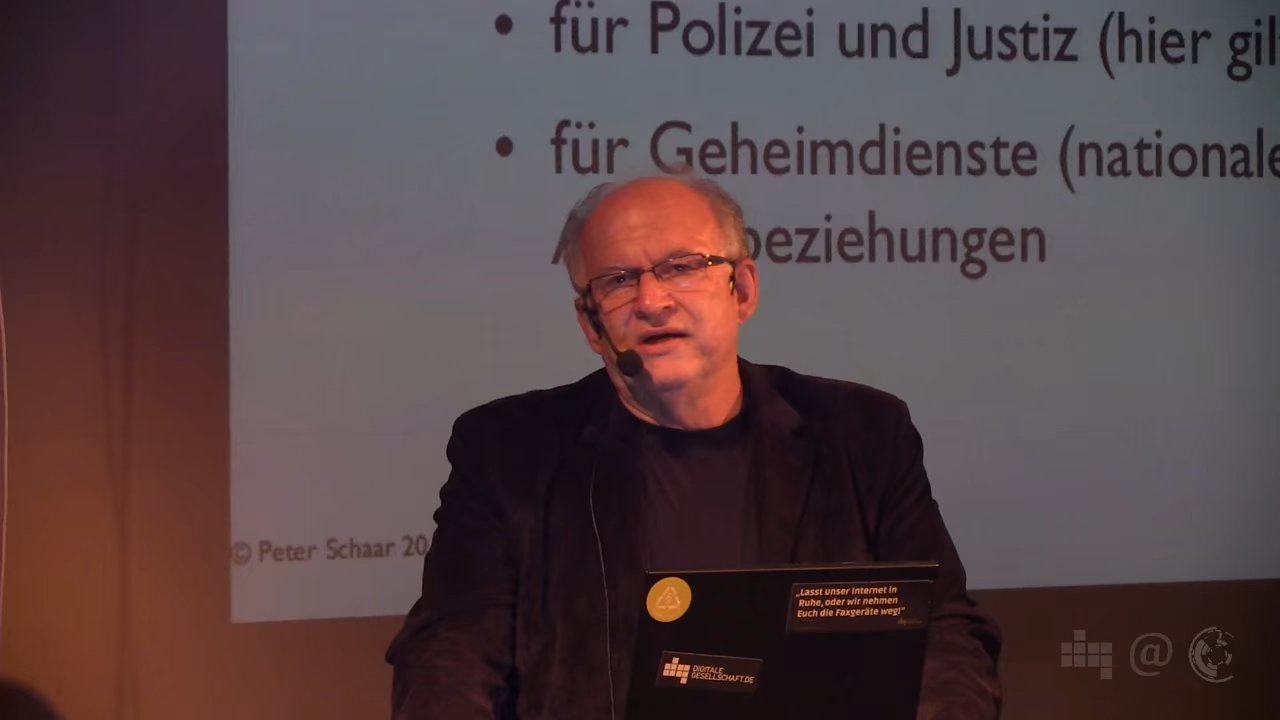 • für Polizei und Justiz (hier gil
• für Geheimdienste (nationale
beziehungen
© Peter Schaar 20
„Lasst unser Internet in
Ruhe, oder wir nehmen
Euch die Faxgeräte weg!"
DIGITALE
GESELLSCHAFT.DE
@